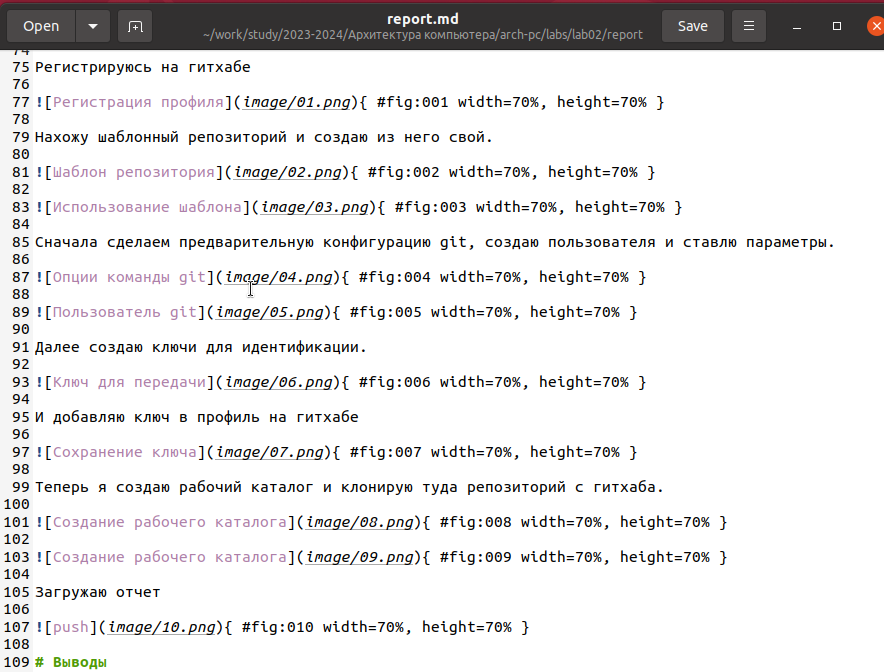 Open
report.md
~/work/study/2023-2024/Архитектура компьютера/arch-pc/labs/lab02/report
Save
74
75 Регистрируюсь на гитхабе
76
77 ![Регистрация профиля](image/01.png){ #fig:001 width=70%, height=70% }
78
79 Нахожу шаблонный репозиторий и создаю из него свой.
80
81 ![Шаблон репозитория](image/02.png){ #fig:002 width=70%, height=70% }
82
83 ![Использование шаблона](image/03.png){ #fig:003 width=70%, height=70% }
84
85 Сначала сделаем предварительную конфигурацию git, создаю пользователя и ставлю параметры.
86
87 ![Опции команды git](image/04.png){ #fig:004 width=70%, height=70% }
88
89 ![Пользователь git](image/05.png){ #fig:005 width=70%, height=70% }
90
91 Далее создаю ключи для идентификации.
92
93 ![Ключ для передачи](image/06.png){ #fig:006 width=70%, height=70% }
94
95 И добавляю ключ в профиль на гитхабе
96
97 ![Сохранение ключа](image/07.png){ #fig:007 width=70%, height=70% }
98
99 Теперь я создаю рабочий каталог и клонирую туда репозиторий с гитхаба.
100
101 ![Создание рабочего каталога](image/08.png){ #fig:008 width=70%, height=70% }
102
103 ![Создание рабочего каталога](image/09.png){ #fig:009 width=70%, height=70% }
104
105 Загружаю отчет
106
107 ![push](image/10.png){ #fig:010 width=70%, height=70% }
108
109 # Выводы